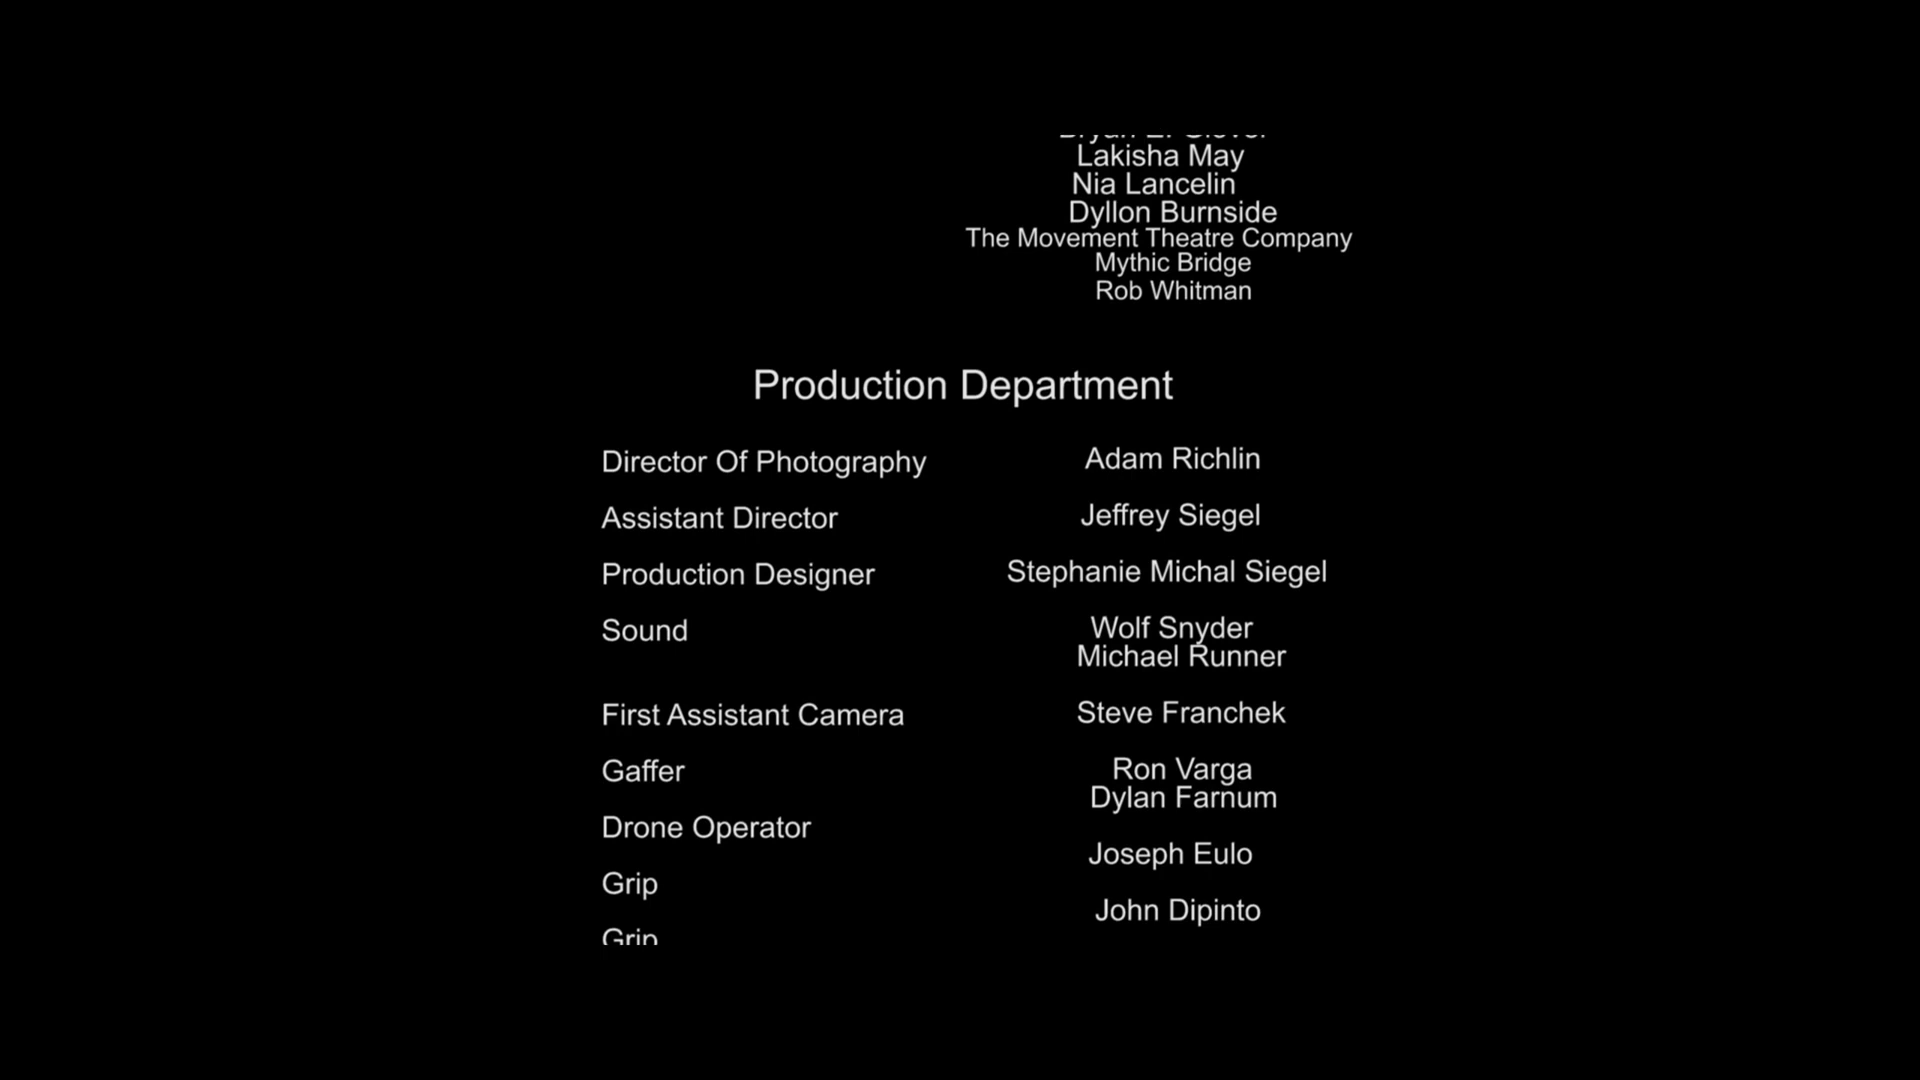 Lakisha May
Nia Lancelin
Dyllon Burnside
The Movement Theatre Company
Mythic Bridge
Rob Whitman
Production Department
Director Of Photography Adam Richlin
Assistant Director Jeffrey Siegel
Production Designer Stephanie Michal Siegel
Sound Wolf Snyder
Michael Runner
First Assistant Camera Steve Franchek
Gaffer Ron Varga
Dylan Farnum
Drone Operator
Joseph Eulo
Grip
John Dipinto
Grip